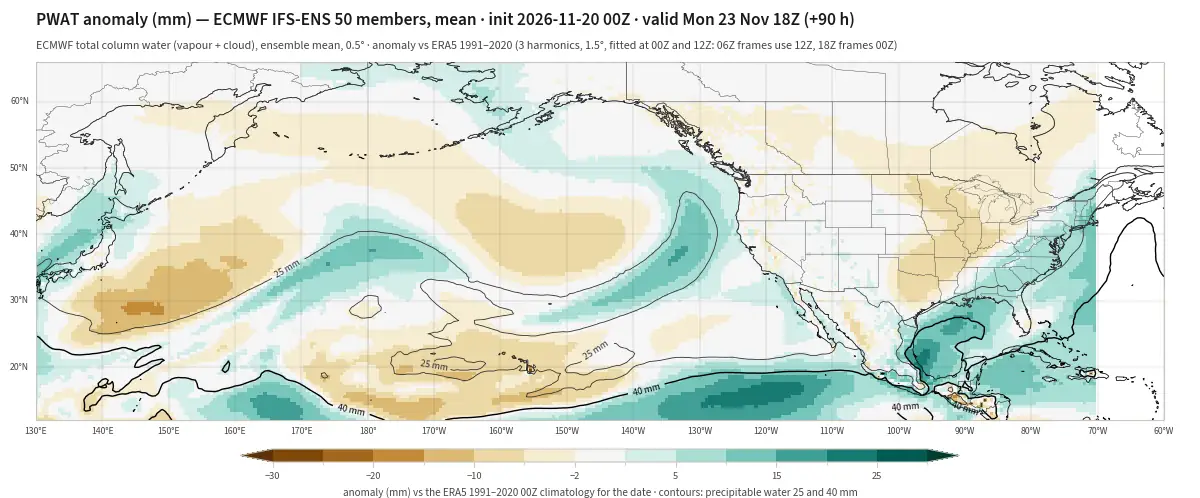 PWAT anomaly (mm) — ECMWF IFS-ENS 50 members, mean · init 2026-11-20 00Z · valid Mon 23 Nov 18Z (+90 h)
ECMWF total column water (vapour + cloud), ensemble mean, 0.5° · anomaly vs ERA5 1991–2020 (3 harmonics, 1.5°, fitted at 00Z and 12Z: 06Z frames use 12Z, 18Z frames 00Z)
60°N
50°N
40°N
30°N
20°N
25 mm
25 mm
25 mm
40 mm
40 mm
40 mm
40 mm
130°E 140°E 150°E 160°E 170°E 180° 170°W 160°W 150°W 140°W 130°W 120°W 110°W 100°W 90°W 80°W 70°W 60°W
−30 −20 −10 −2 5 15 25
anomaly (mm) vs the ERA5 1991–2020 00Z climatology for the date · contours: precipitable water 25 and 40 mm